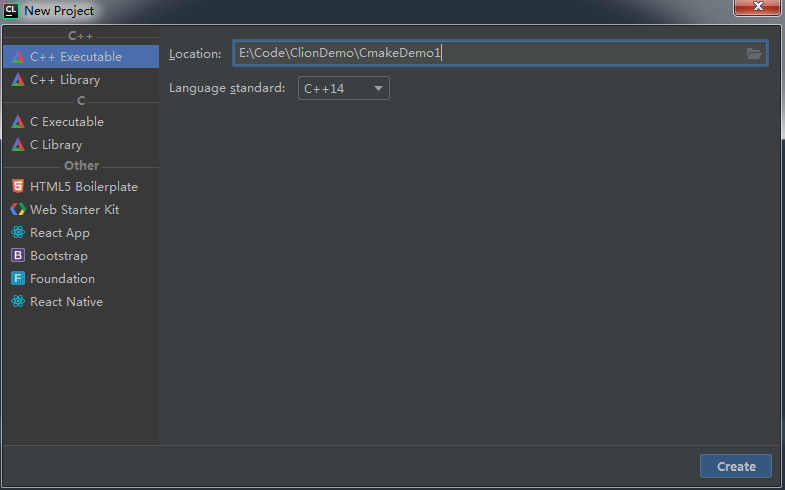 CL New Project
C++
C++ Executable
C++ Library
C
C Executable
C Library
Other
HTML5 Boilerplate
Web Starter Kit
React App
B Bootstrap
F Foundation
React Native
Location: E:\Code\ClionDemo\CmakeDemo1
Language standard: C++14
Create